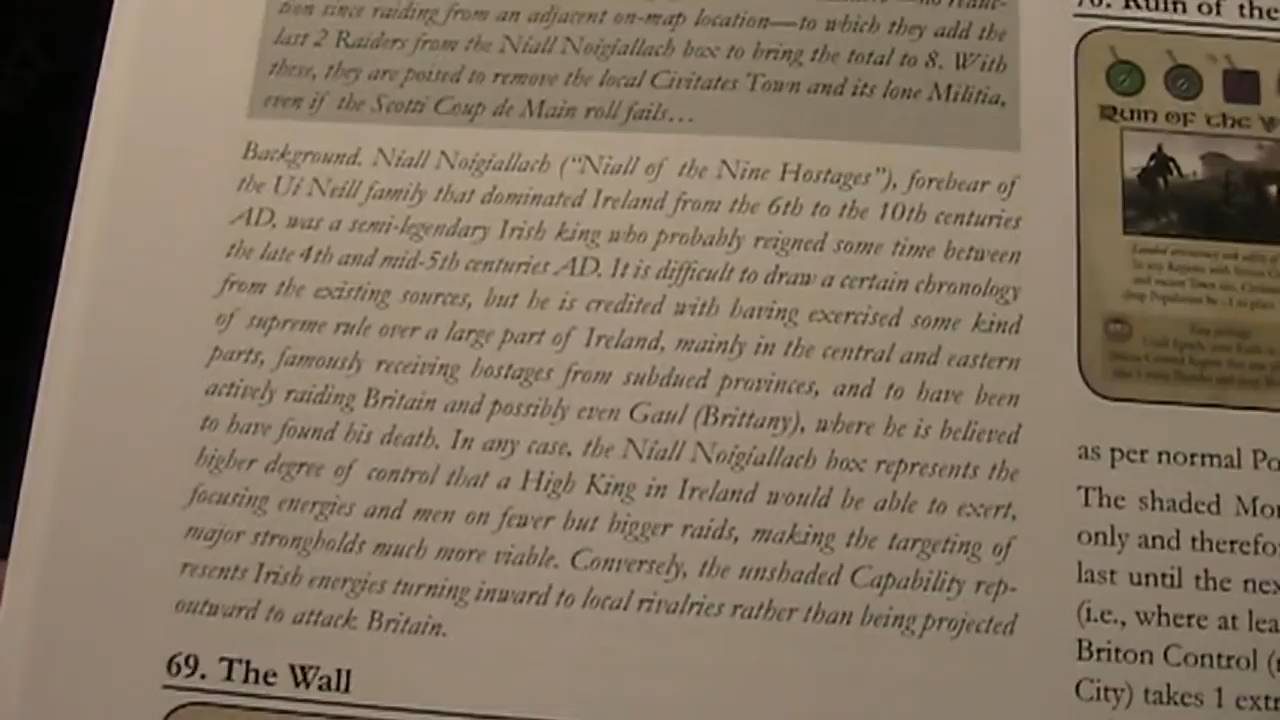 tion since raiding from an adjacent on-map location—to which they add the
last 2 Raiders from the Niall Noigiallach box to bring the total to 8. With
these, they are poised to remove the local Civitates Town and its lone Militia,
even if the Scotti Coup de Main roll fails…
Background. Niall Noigiallach (“Niall of the Nine Hostages”), forebear of
the Uí Neill family that dominated Ireland from the 6th to the 10th centuries
AD, was a semi-legendary Irish king who probably reigned some time between
the late 4th and mid-5th centuries AD. It is difficult to draw a certain chronology
from the existing sources, but he is credited with having exercised some kind
of supreme rule over a large part of Ireland, mainly in the central and eastern
parts, famously receiving hostages from subdued provinces, and to have been
actively raiding Britain and possibly even Gaul (Brittany), where he is believed
to have found his death. In any case, the Niall Noigiallach box represents the
higher degree of control that a High King in Ireland would be able to exert,
focusing energies and men on fewer but bigger raids, making the targeting of
major strongholds much more viable. Conversely, the unshaded Capability rep-
resents Irish energies turning inward to local rivalries rather than being projected
outward to attack Britain.
69. The Wall
70. Ruin of the
Ruin of the
as per normal
The shaded
only and
last until the
(i.e., where at
Briton Control
City) takes 1